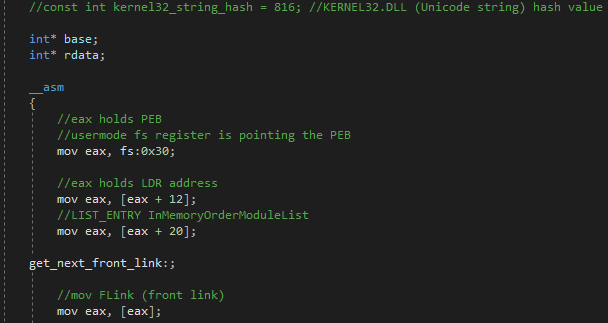 //const int kernel32_string_hash = 816; //KERNEL32.DLL (Unicode string) hash value
int* base;
int* rdata;
__asm
{
//eax holds PEB
//usermode fs register is pointing the PEB
mov eax, fs:0x30;
//eax holds LDR address
mov eax, [eax + 12];
//LIST_ENTRY InMemoryOrderModuleList
mov eax, [eax + 20];
get_next_front_link:;
//mov FLink (front link)
mov eax, [eax];